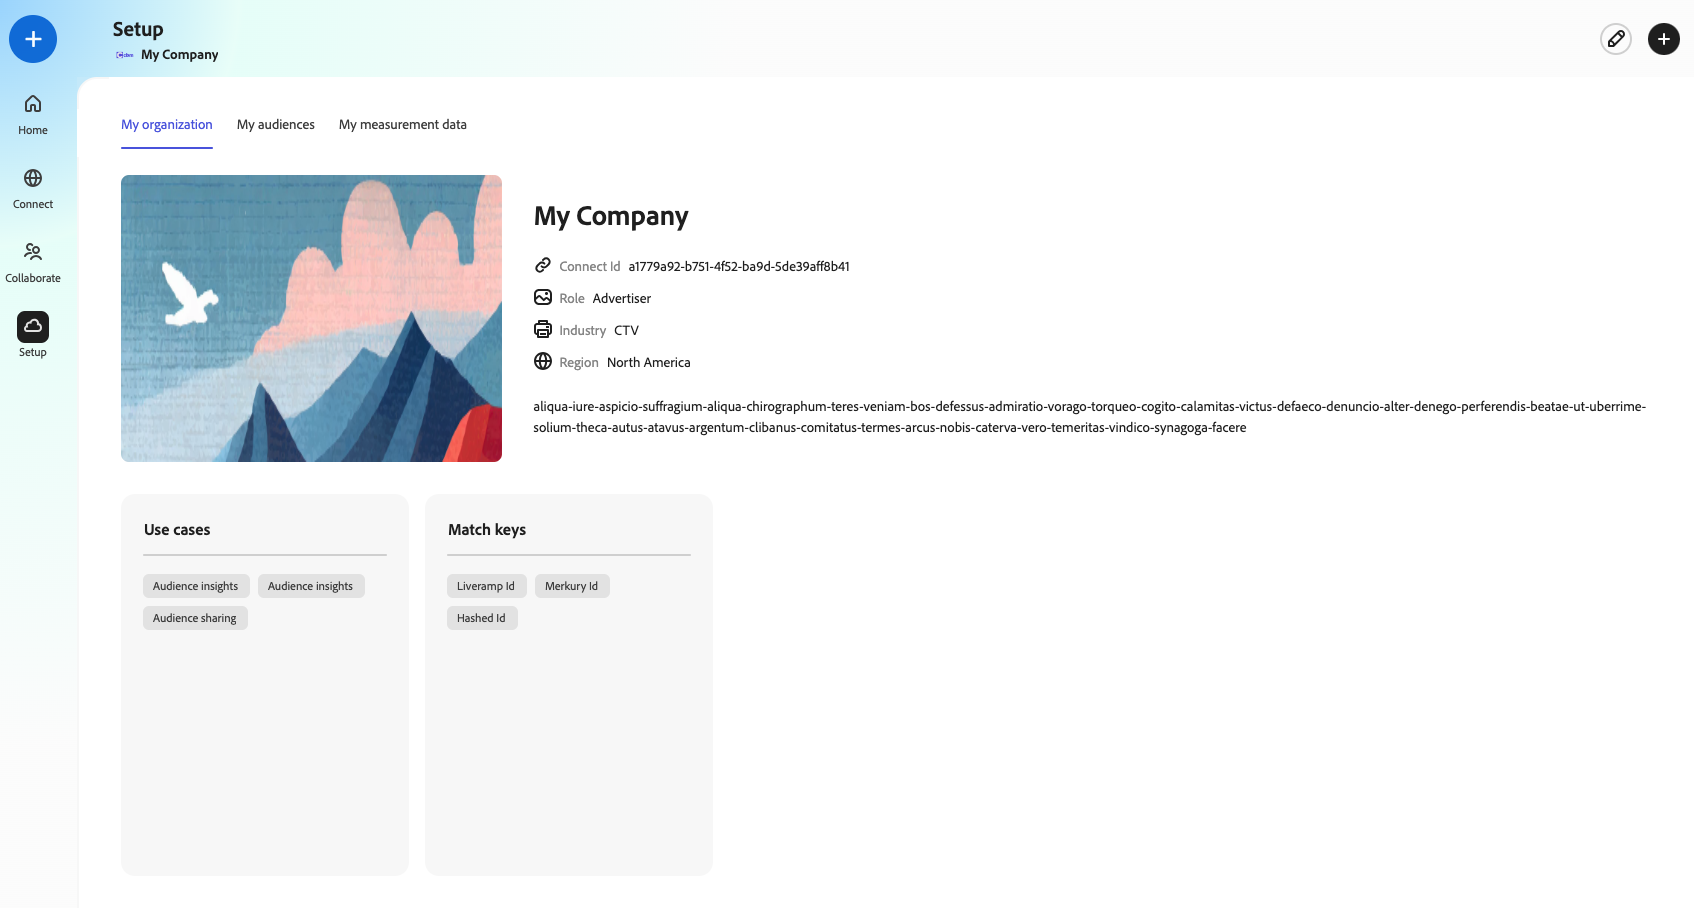 Setup
My Company
Home
Connect
Collaborate
Setup
My organization My audiences My measurement data
My Company
Connect Id a1779a92-b751-4f52-ba9d-5de39aff8b41
Role Advertiser
Industry CTV
Region North America
aliqua-iure-aspicio-suffragium-aliqua-chirographum-teres-veniam-bos-defessus-admiratio-vorago-torqueo-cogito-calamitas-victus-defaeco-denuncio-alter-denego-perferendis-beatae-ut-uberrime-
solium-theca-autus-atavus-argentum-clibanus-comitatus-termes-arcus-nobis-caterva-vero-temeritas-vindico-synagoga-facere
Use cases
Audience insights Audience insights
Audience sharing
Match keys
Liveramp Id Merkury Id
Hashed Id